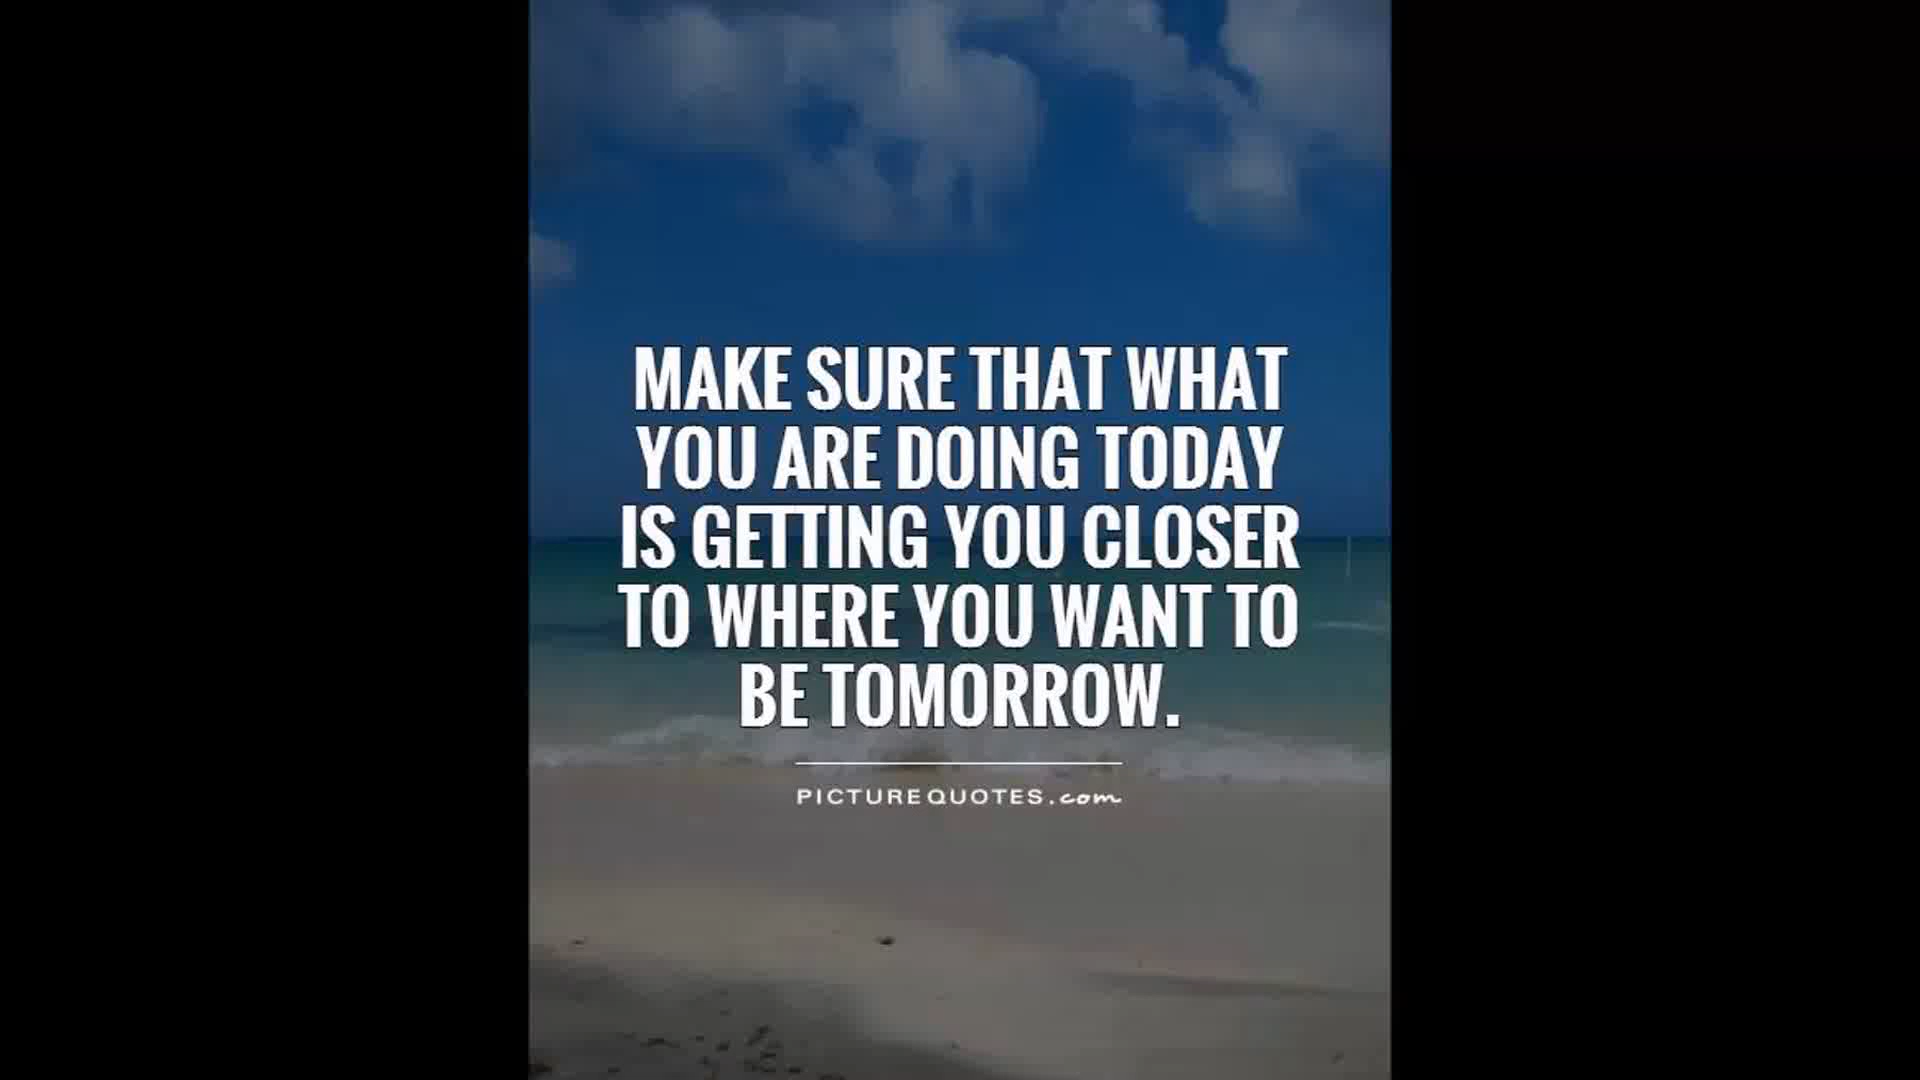 MAKE SURE THAT WHAT
YOU ARE DOING TODAY
IS GETTING YOU CLOSER
TO WHERE YOU WANT TO
BE TOMORROW.
PICTUREQUOTES.com